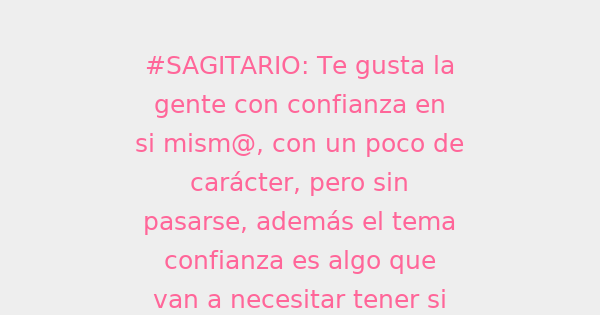 #SAGITARIO: Te gusta la
gente con confianza en
si mism@, con un poco de
carácter, pero sin
pasarse, además el tema
confianza es algo que
van a necesitar tener si